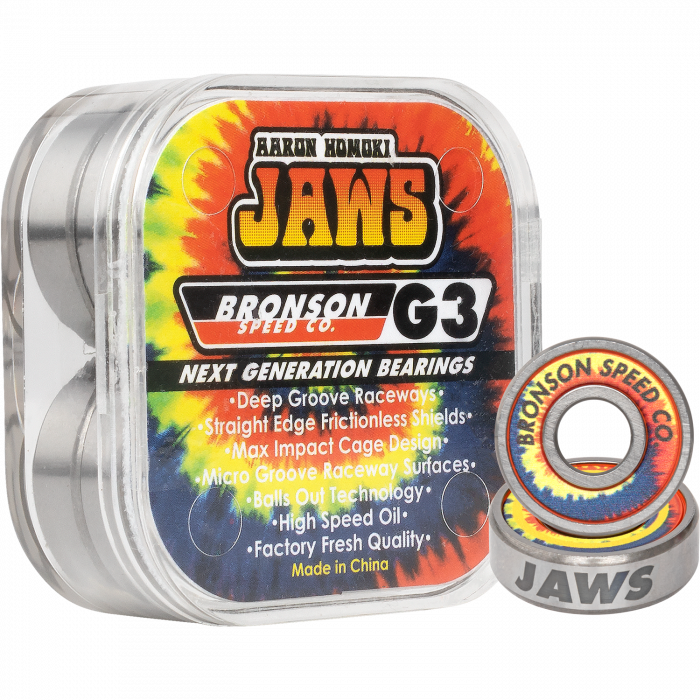 AARON HOMOKI
JAWS
BRONSON
SPEED CO.
G3
NEXT GENERATION BEARINGS
•Deep Groove Raceways•
•Straight Edge Frictionless Shields•
•Max Impact Cage Design•
•Micro Groove Raceway Surfaces•
•Balls Out Technology•
•High Speed Oil•
•Factory Fresh Quality•
Made in China
BRONSON SPEED CO.
JAWS